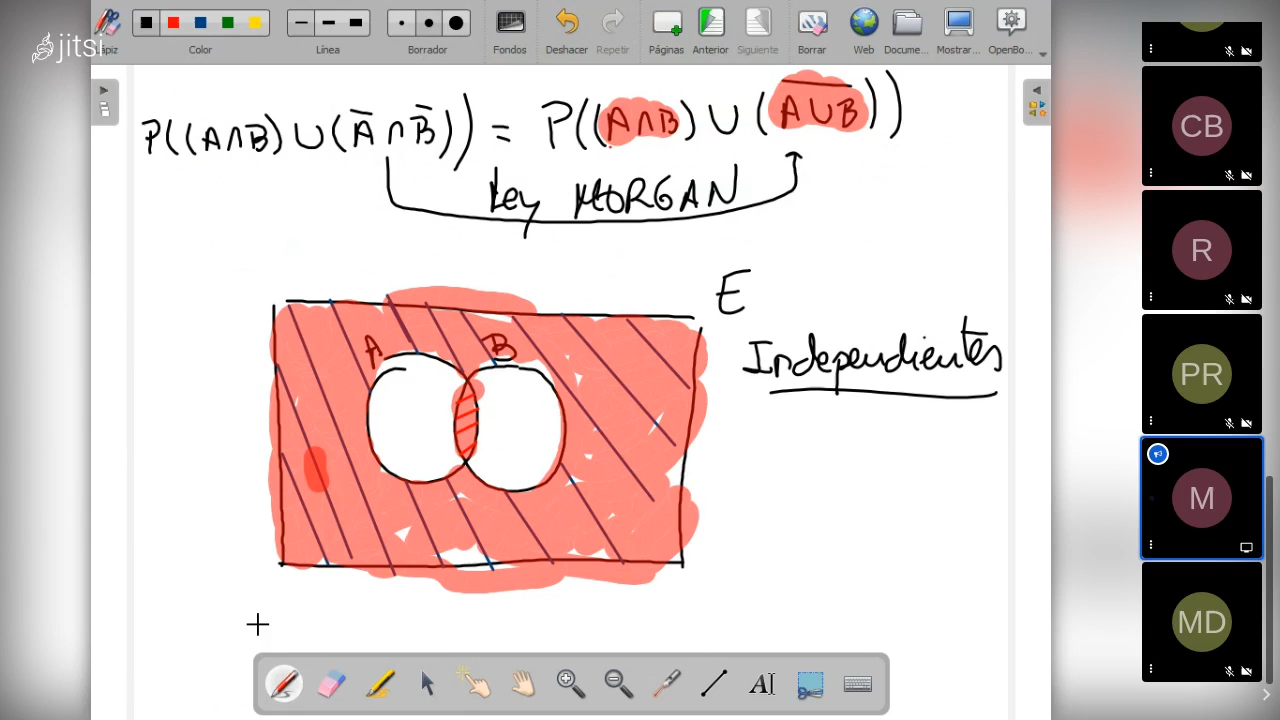 jitsi
Color
Línea
Borrador
Fondos
Deshacer
Repetir
Páginas
Anterior
Siguiente
Borrar
Web
Docume...
Mostrar...
OpenBo...
P((A∩B)∪(A̅∩B̅)) = P((A∩B)∪(A̅∪̅B̅))
Ley MORGAN
E
Independientes
A
B
CB
R
PR
M
MD